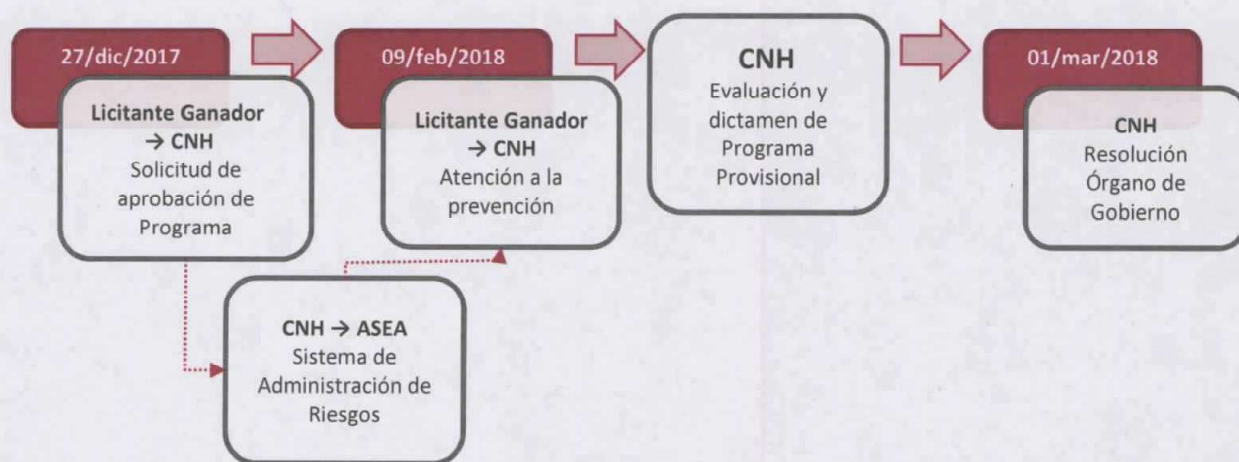 27/dic/2017
Licitante Ganador
→ CNH
Solicitud de
aprobación de
Programa
CNH → ASEA
Sistema de
Administración de
Riesgos
09/feb/2018
Licitante Ganador
→ CNH
Atención a la
prevención
CNH
Evaluación y
dictamen de
Programa
Provisional
01/mar/2018
CNH
Resolución
Órgano de
Gobierno